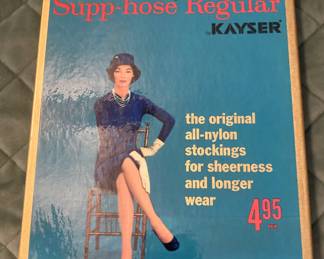 Supp-hose Regular
by KAYSER®
the original
all-nylon
stockings
for sheerness
and longer
wear
4.95